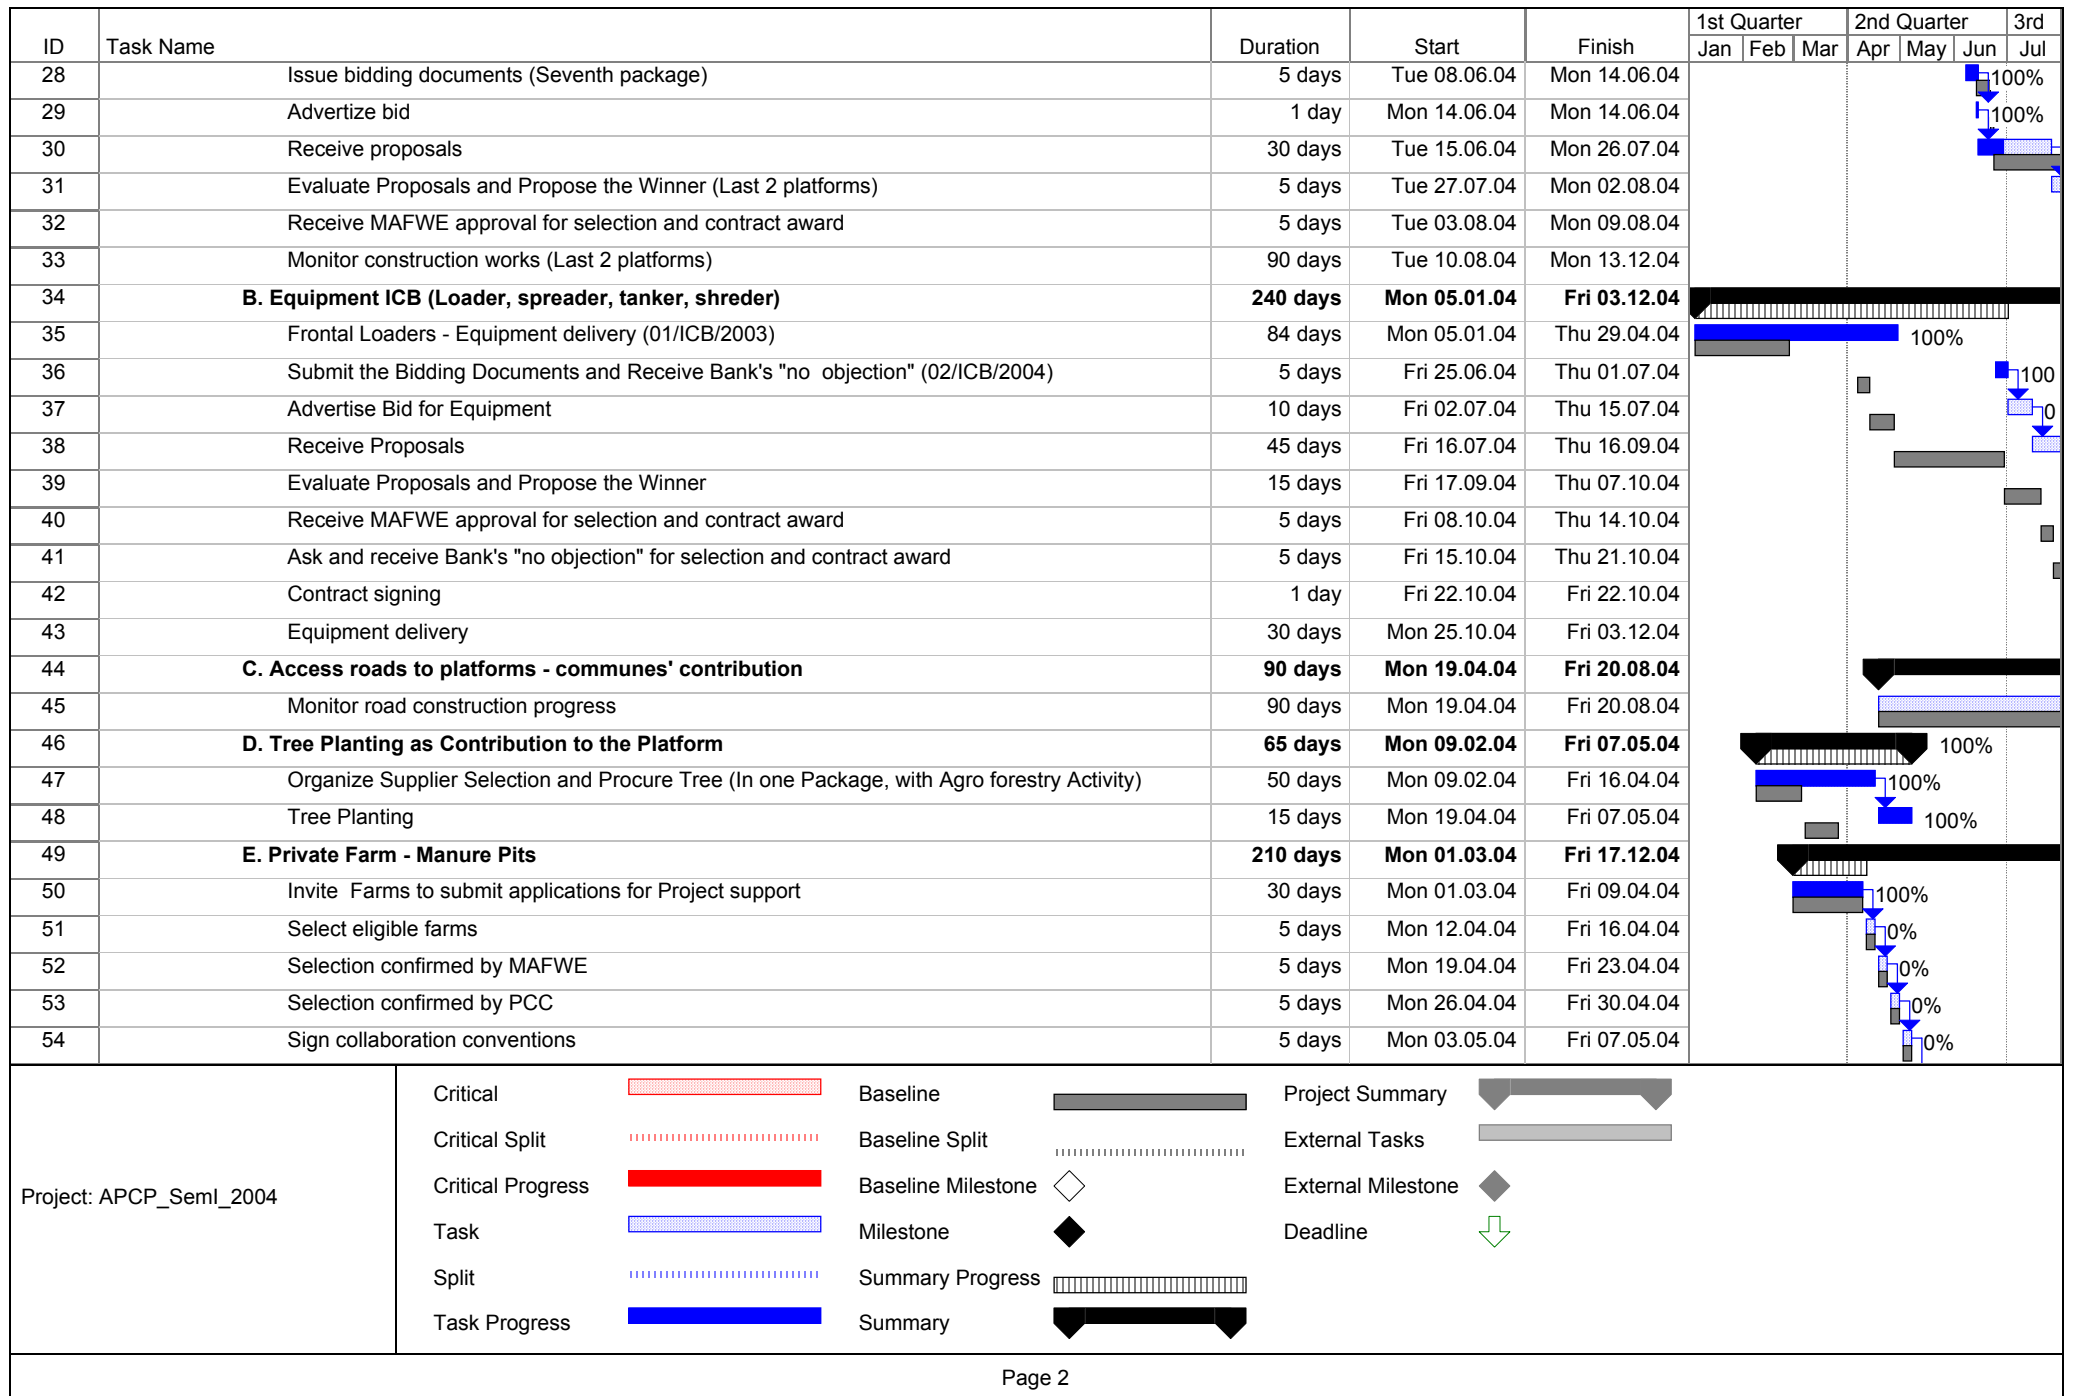 1st Quarter 2nd Quarter 3rd
ID Task Name Duration Start Finish Jan Feb Mar Apr May Jun Jul
28 Issue bidding documents (Seventh package) 5 days Tue 08.06.04 Mon 14.06.04 100%
29 Advertize bid 1 day Mon 14.06.04 Mon 14.06.04 100%
30 Receive proposals 30 days Tue 15.06.04 Mon 26.07.04
31 Evaluate Proposals and Propose the Winner (Last 2 platforms) 5 days Tue 27.07.04 Mon 02.08.04
32 Receive MAFWE approval for selection and contract award 5 days Tue 03.08.04 Mon 09.08.04
33 Monitor construction works (Last 2 platforms) 90 days Tue 10.08.04 Mon 13.12.04
34 B. Equipment ICB (Loader, spreader, tanker, shreder) 240 days Mon 05.01.04 Fri 03.12.04
35 Frontal Loaders - Equipment delivery (01/ICB/2003) 84 days Mon 05.01.04 Thu 29.04.04 100%
36 Submit the Bidding Documents and Receive Bank's "no objection" (02/ICB/2004) 5 days Fri 25.06.04 Thu 01.07.04 100
37 Advertise Bid for Equipment 10 days Fri 02.07.04 Thu 15.07.04 0
38 Receive Proposals 45 days Fri 16.07.04 Thu 16.09.04
39 Evaluate Proposals and Propose the Winner 15 days Fri 17.09.04 Thu 07.10.04
40 Receive MAFWE approval for selection and contract award 5 days Fri 08.10.04 Thu 14.10.04
41 Ask and receive Bank's "no objection" for selection and contract award 5 days Fri 15.10.04 Thu 21.10.04
42 Contract signing 1 day Fri 22.10.04 Fri 22.10.04
43 Equipment delivery 30 days Mon 25.10.04 Fri 03.12.04
44 C. Access roads to platforms - communes' contribution 90 days Mon 19.04.04 Fri 20.08.04
45 Monitor road construction progress 90 days Mon 19.04.04 Fri 20.08.04
46 D. Tree Planting as Contribution to the Platform 65 days Mon 09.02.04 Fri 07.05.04 100%
47 Organize Supplier Selection and Procure Tree (In one Package, with Agro forestry Activity) 50 days Mon 09.02.04 Fri 16.04.04 100%
48 Tree Planting 15 days Mon 19.04.04 Fri 07.05.04 100%
49 E. Private Farm - Manure Pits 210 days Mon 01.03.04 Fri 17.12.04
50 Invite Farms to submit applications for Project support 30 days Mon 01.03.04 Fri 09.04.04 100%
51 Select eligible farms 5 days Mon 12.04.04 Fri 16.04.04 0%
52 Selection confirmed by MAFWE 5 days Mon 19.04.04 Fri 23.04.04 0%
53 Selection confirmed by PCC 5 days Mon 26.04.04 Fri 30.04.04 0%
54 Sign collaboration conventions 5 days Mon 03.05.04 Fri 07.05.04 0%
Project: APCP_SemI_2004
Critical
Critical Split
Critical Progress
Task
Split
Task Progress
Baseline
Baseline Split
Baseline Milestone
Milestone
Summary Progress
Summary
Project Summary
External Tasks
External Milestone
Deadline
Page 2